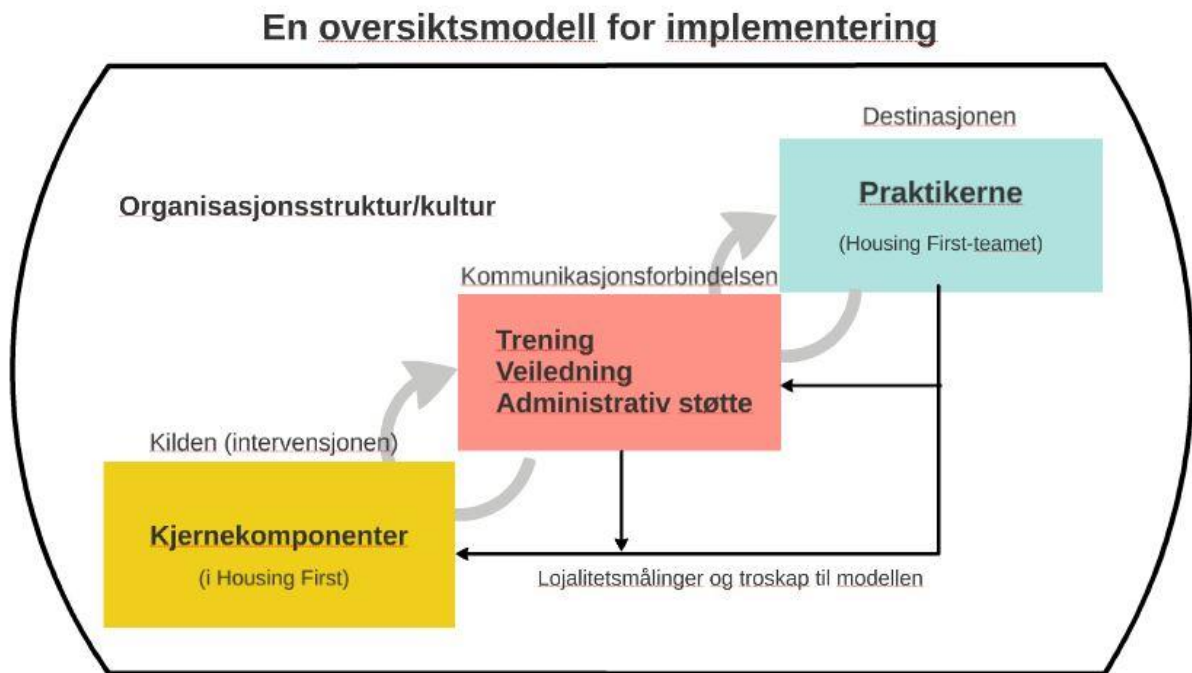 En oversiktsmodell for implementering
Destinasjonen
Praktikerne
(Housing First-teamet)
Organisasjonsstruktur/kultur
Kommunikasjonsforbindelsen
Trening
Veiledning
Administrativ støtte
Kilden (intervensjonen)
Kjernekomponenter
(i Housing First)
Lojalitetsmålinger og troskap til modellen